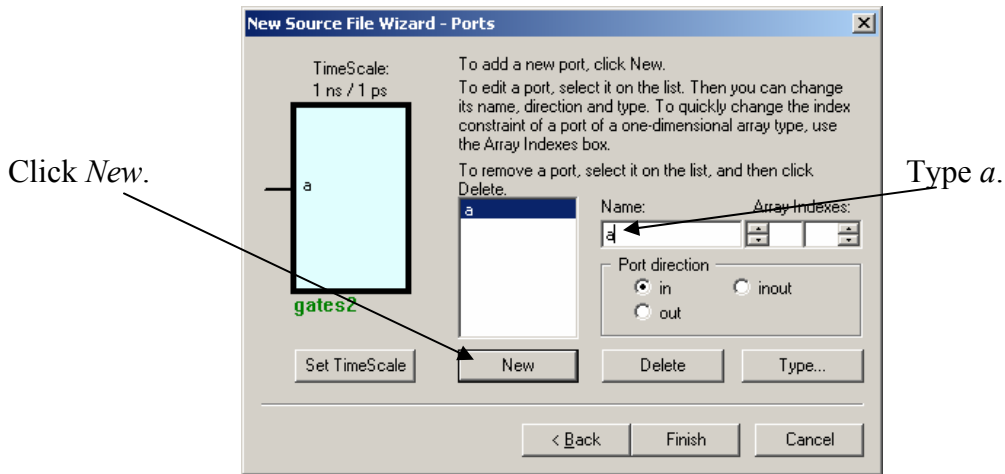 New Source File Wizard - Ports
TimeScale:
1 ns / 1 ps
a
gates2
Set TimeScale
To add a new port, click New.
To edit a port, select it on the list. Then you can change
its name, direction and type. To quickly change the index
constraint of a port of a one-dimensional array type, use
the Array Indexes box.
To remove a port, select it on the list, and then click
Delete.
a
Name:
Array Indexes:
a
Port direction
in
inout
out
New
Delete
Type...
< Back
Finish
Cancel
Click New.
Type a.